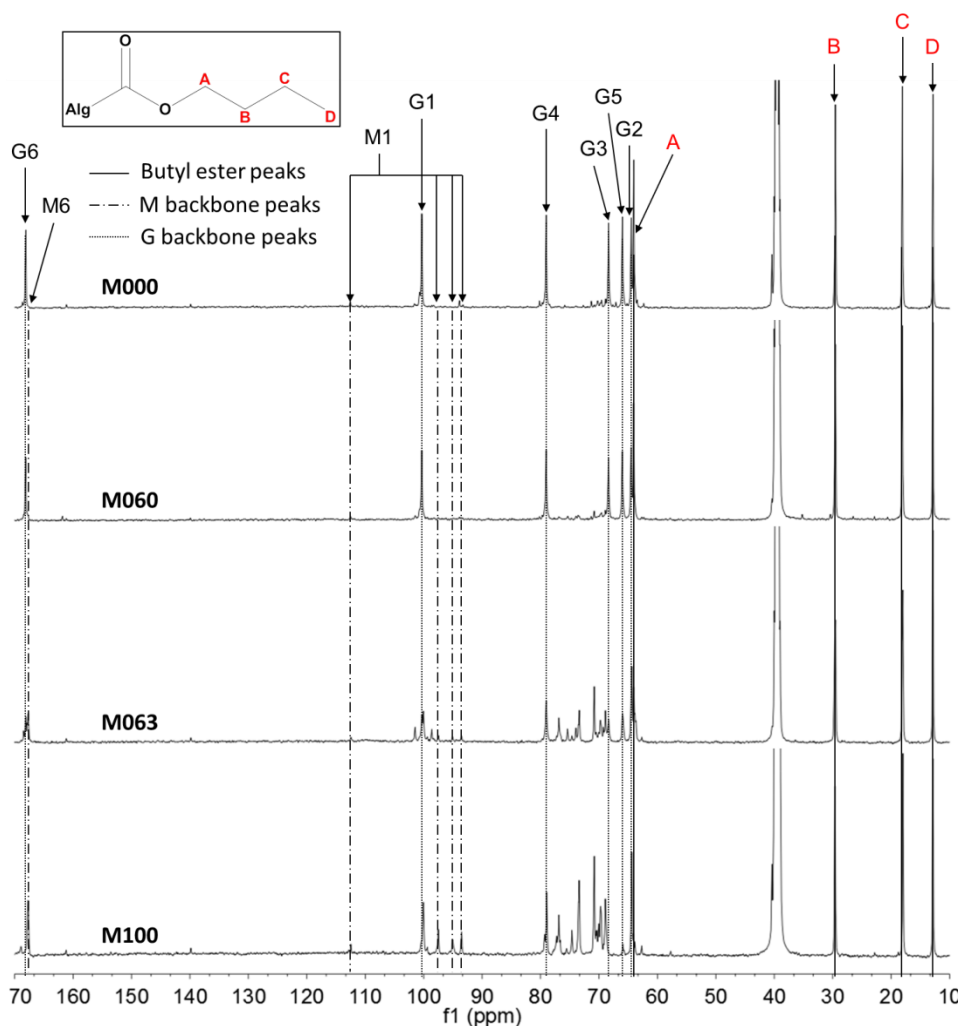 C
B
D
O
A
C
Alg
O
B
D
G1
G5
G4
G2
M1
G3
A
G6
M6
Butyl ester peaks
M backbone peaks
G backbone peaks
M000
M060
M063
M100
70 160 150 140 130 120 110 100 90 80 70 60 50 40 30 20 10
f1 (ppm)